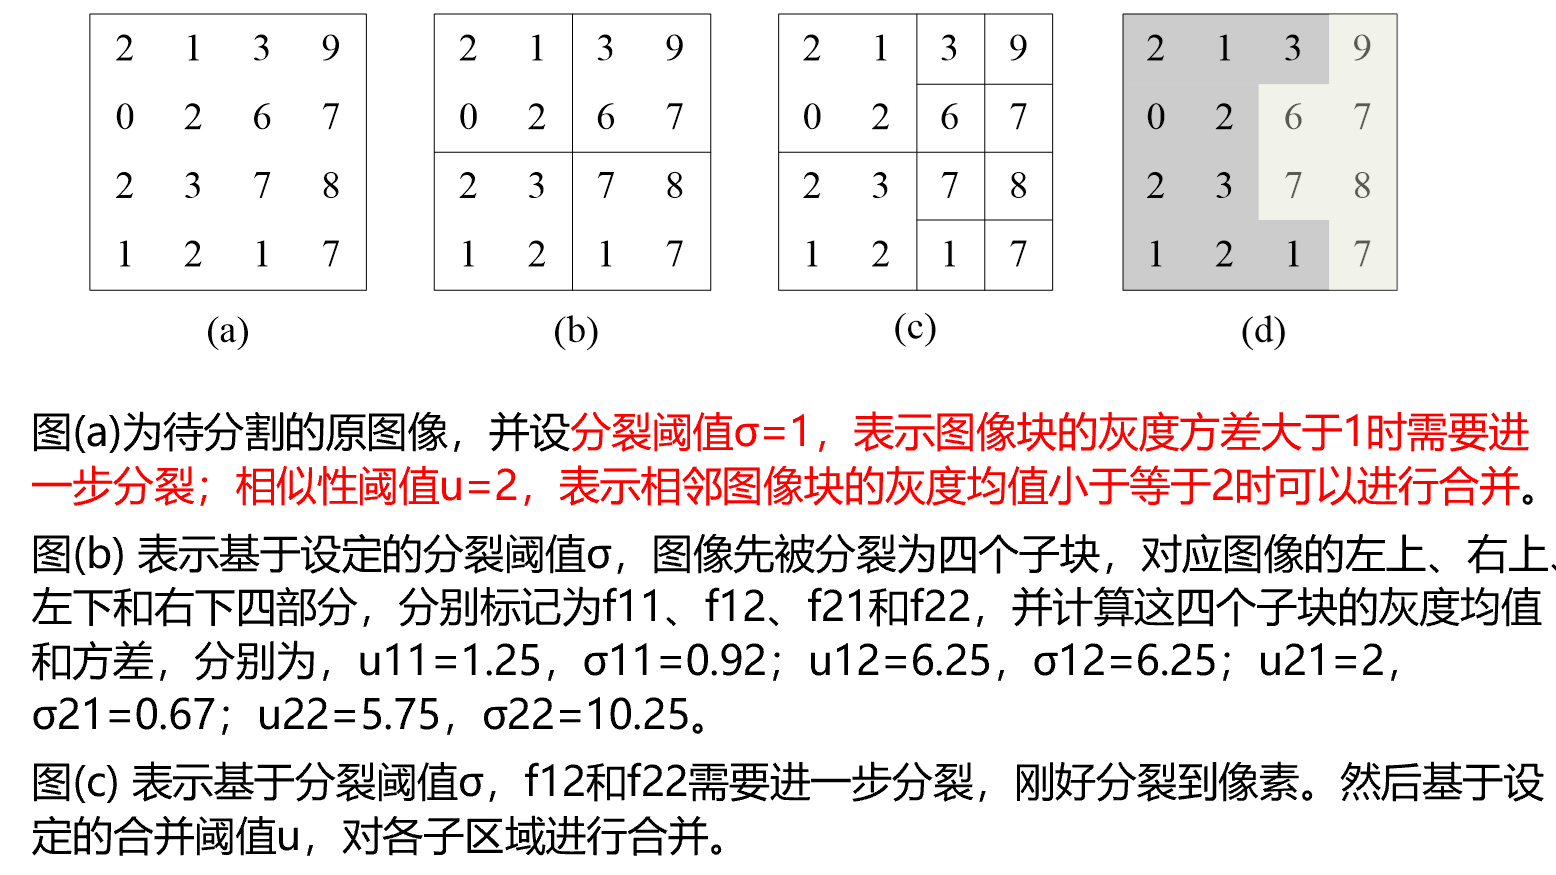 2 1 3 9 2 1 3 9 2 1 3 9 2 1 3 9
0 2 6 7 0 2 6 7 0 2 6 7 0 2 6 7
2 3 7 8 2 3 7 8 2 3 7 8 2 3 7 8
1 2 1 7 1 2 1 7 1 2 1 7 1 2 1 7
(a) (b) (c) (d)
图(a)为待分割的原图像，并设分裂阈值σ=1，表示图像块的灰度方差大于1时需要进
一步分裂；相似性阈值u=2，表示相邻图像块的灰度均值小于等于2时可以进行合并。
图(b) 表示基于设定的分裂阈值σ，图像先被分裂为四个子块，对应图像的左上、右上、
左下和右下四部分，分别标记为f11、f12、f21和f22，并计算这四个子块的灰度均值
和方差，分别为，u11=1.25，σ11=0.92；u12=6.25，σ12=6.25；u21=2，
σ21=0.67；u22=5.75，σ22=10.25。
图(c) 表示基于分裂阈值σ，f12和f22需要进一步分裂，刚好分裂到像素。然后基于设
定的合并阈值u，对各子区域进行合并。